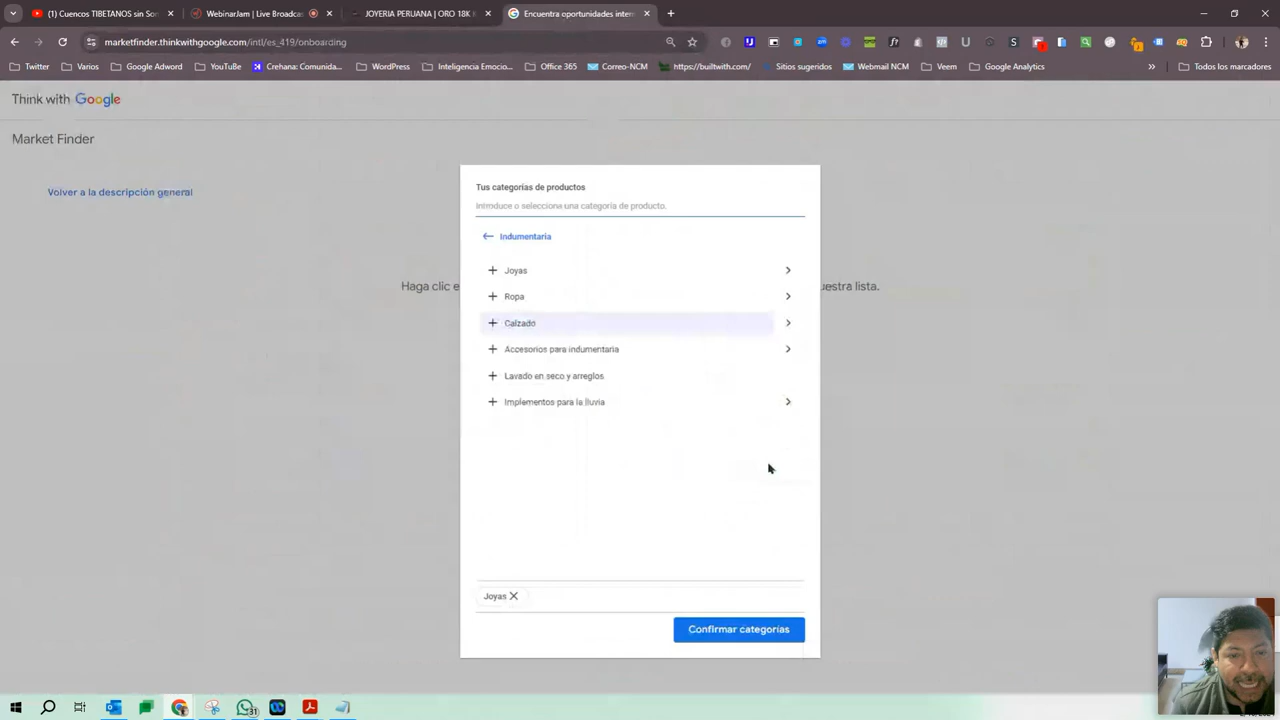 (1) Cuencos TIBETANOS sin So
WebinarJam | Live Broadcas
JOYERIA PERUANA | ORO 18K
Encuentra oportunidades inter
marketfinder.thinkwithgoogle.com/intl/es_419/onboarding
Twitter
Varios
Google Adword
YouTube
Crehana: Comunida...
WordPress
Inteligencia Emocio...
Office 365
Correo-NCM
https://builtwith.com/
Sitios sugeridos
Webmail NCM
Veem
Google Analytics
»
Todos los marcadores
Think with Google
Market Finder
Volver a la descripción general
Haga clic e
uestra lista.
Tus categorías de productos
Introduce o selecciona una categoría de producto.
Indumentaria
Joyas
Ropa
Calzado
Accesorios para indumentaria
Lavado en seco y arreglos
Implementos para la lluvia
Joyas
Confirmar categorías
31